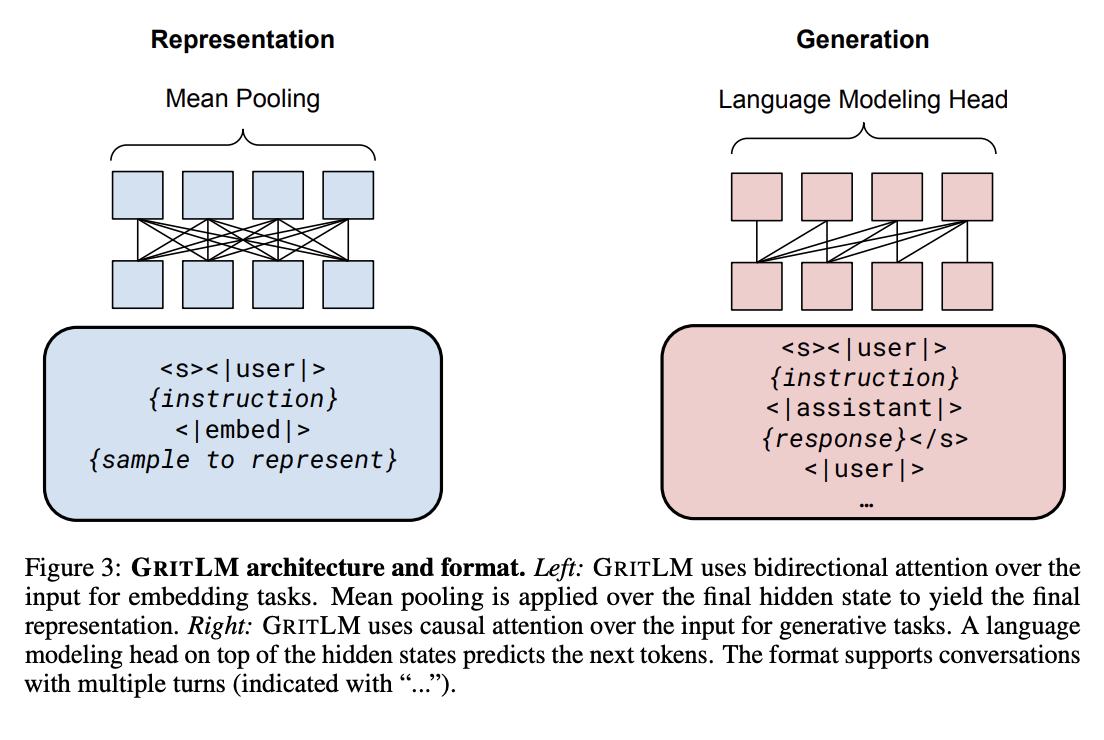 Representation
Generation
Mean Pooling
Language Modeling Head
<s><|user|>
{instruction}
<|embed|>
{sample to represent}
<s><|user|>
{instruction}
<|assistant|>
{response}</s>
<|user|>
…
Figure 3: GRITLM architecture and format. Left: GRITLM uses bidirectional attention over the
input for embedding tasks. Mean pooling is applied over the final hidden state to yield the final
representation. Right: GRITLM uses causal attention over the input for generative tasks. A language
modeling head on top of the hidden states predicts the next tokens. The format supports conversations
with multiple turns (indicated with “...”).